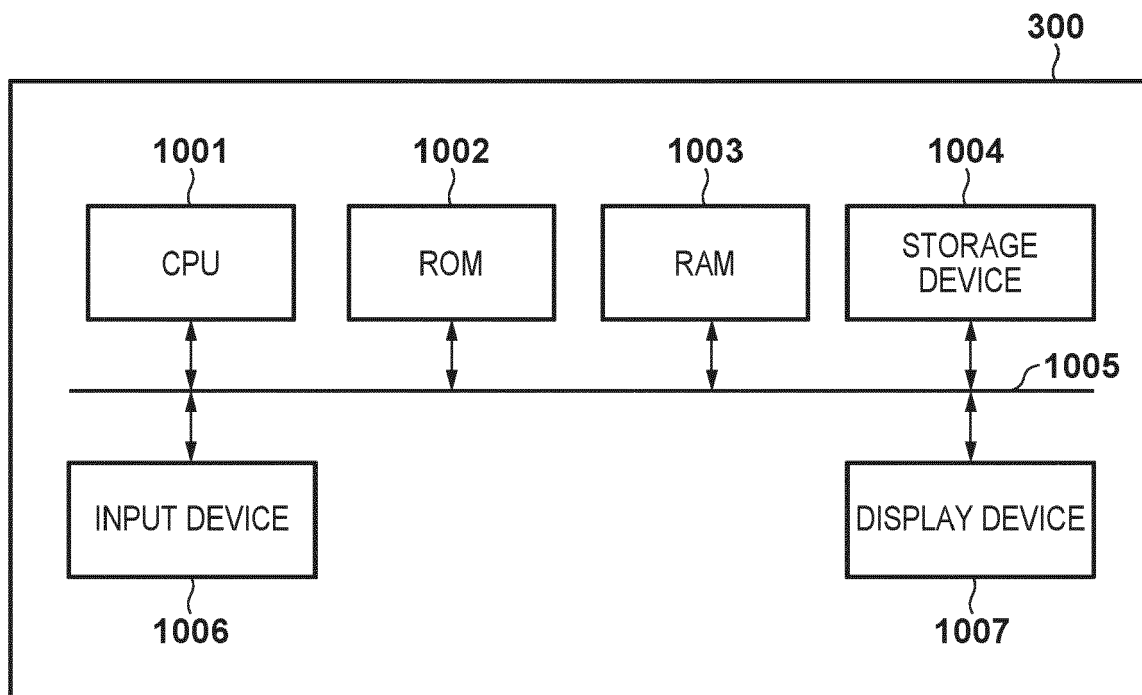 300
1001 1002 1003 1004
CPU ROM RAM STORAGE
DEVICE
1005
INPUT DEVICE DISPLAY DEVICE
1006 1007